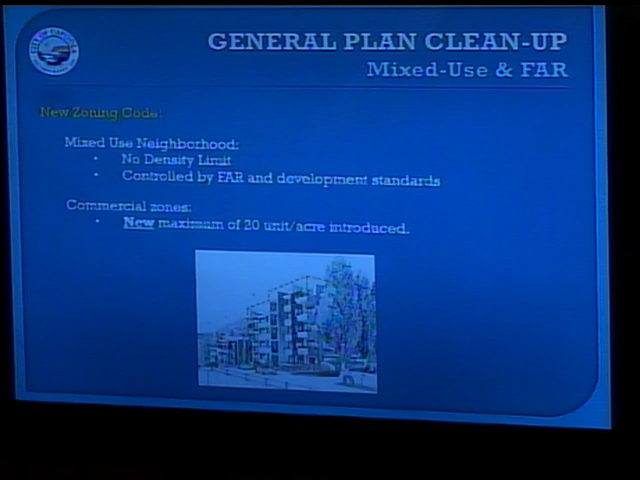 GENERAL PLAN CLEAN-UP
Mixed-Use & FAR
New Zoning Code:
Mixed Use Neighborhood:
• No Density Limit
• Controlled by FAR and development standards
Commercial zones:
• New maximum of 20 unit/acre introduced.